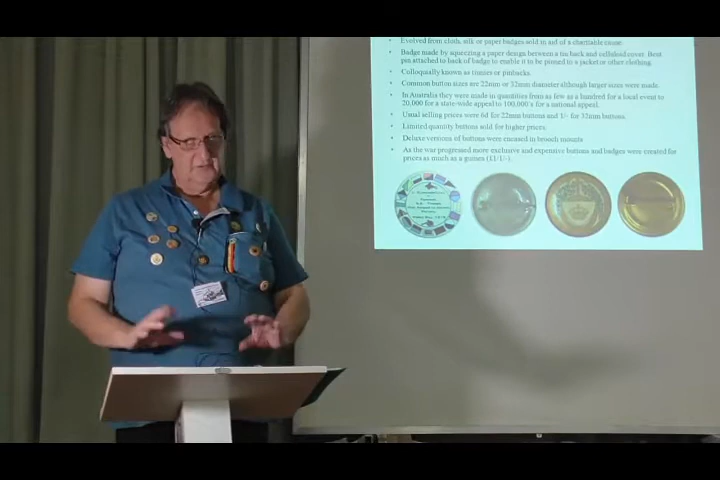 Evolved from cloth, silk or paper badges sold in aid of a charitable cause.
Badge made by squeezing a paper design between a tin back and celluloid cover. Bent
pin attached to back of badge to enable it to be pinned to a jacket or other clothing.
Colloquially known as tinnies or pinbacks.
Common button sizes are 22mm or 32mm diameter although larger sizes were made.
In Australia they were made in quantities from as few as a hundred for a local event to
20,000 for a state-wide appeal to 100,000's for a national appeal.
Usual selling prices were 6d for 22mm buttons and 1/- for 32mm buttons.
Limited quantity buttons sold for higher prices.
Deluxe versions of buttons were encased in brooch mounts
As the war progressed more exclusive and expensive buttons and badges were created for
prices as much as a guinea (£1/1/-).